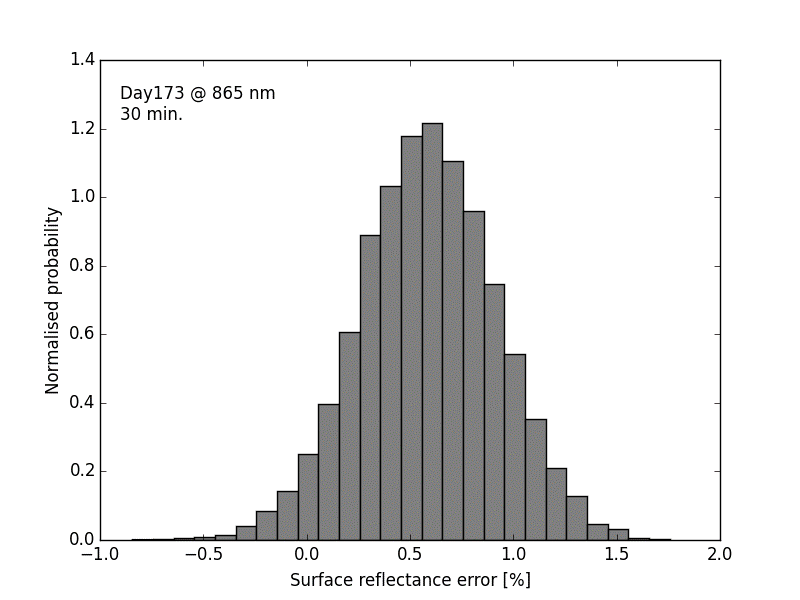 Day173 @ 865 nm
30 min.
Normalised probability
1.4
1.2
1.0
0.8
0.6
0.4
0.2
0.0
−1.0 −0.5 0.0 0.5 1.0 1.5 2.0
Surface reflectance error [%]